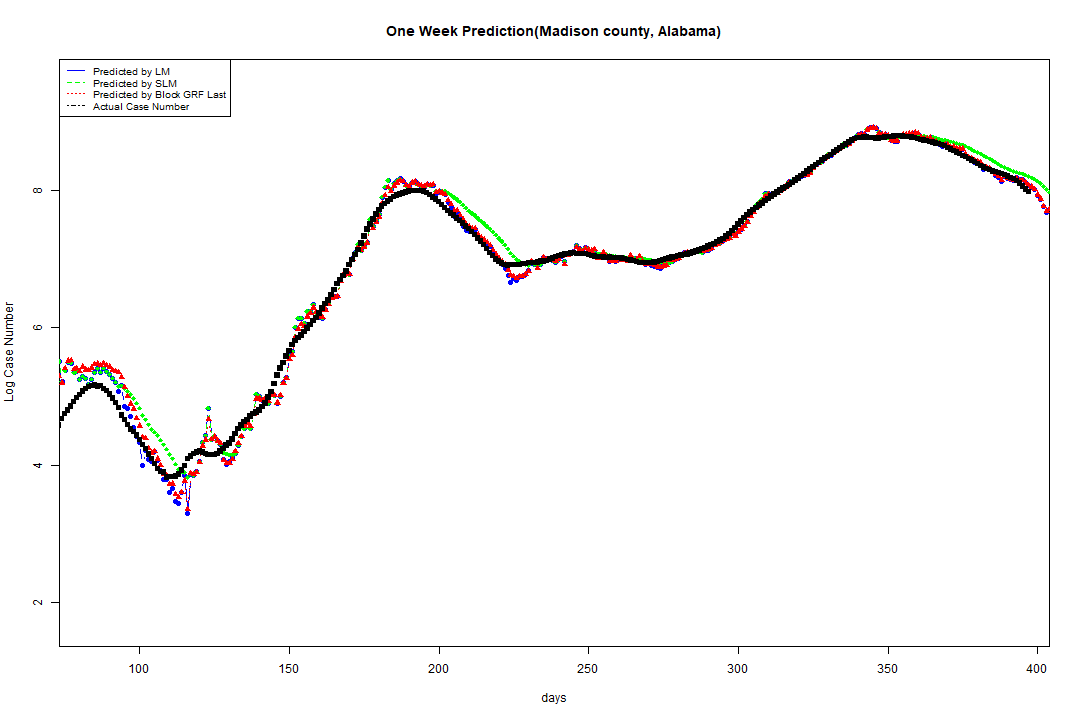 One Week Prediction(Madison county, Alabama)
Predicted by LM
Predicted by SLM
Predicted by Block GRF Last
Actual Case Number
8
6
4
2
Log Case Number
100 150 200 250 300 350 400
days